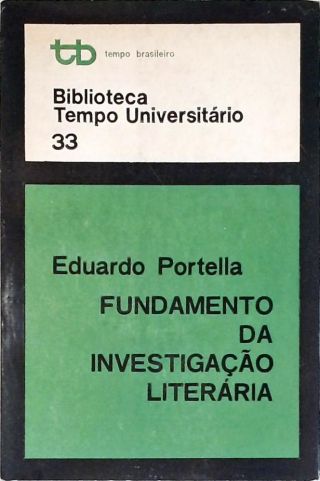 tb tempo brasileiro
Biblioteca
Tempo Universitário
33
Eduardo Portella
FUNDAMENTO
DA
INVESTIGAÇÃO
LITERÁRIA